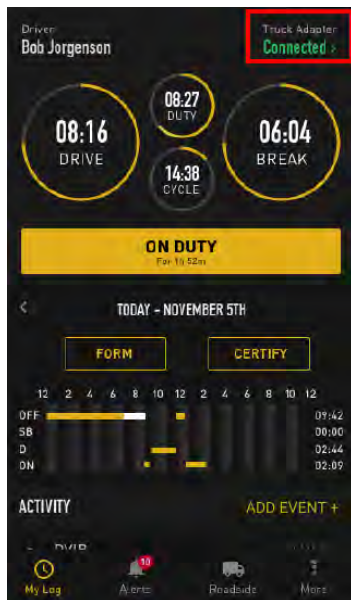 Driver
Bob Jorgenson
Truck Adapter
Connected >
08:16
DRIVE
08:27
DUTY
14:38
CYCLE
06:04
BREAK
ON DUTY
For 1h 52m
TODAY - NOVEMBER 5TH
FORM
CERTIFY
12 2 4 6 8 10 12 2 4 6 8 10 12
OFF 09:42
SB 00:00
D 02:44
ON 02:09
ACTIVITY
ADD EVENT +
DVIR
10
My Log
Alerts
Roadside
More